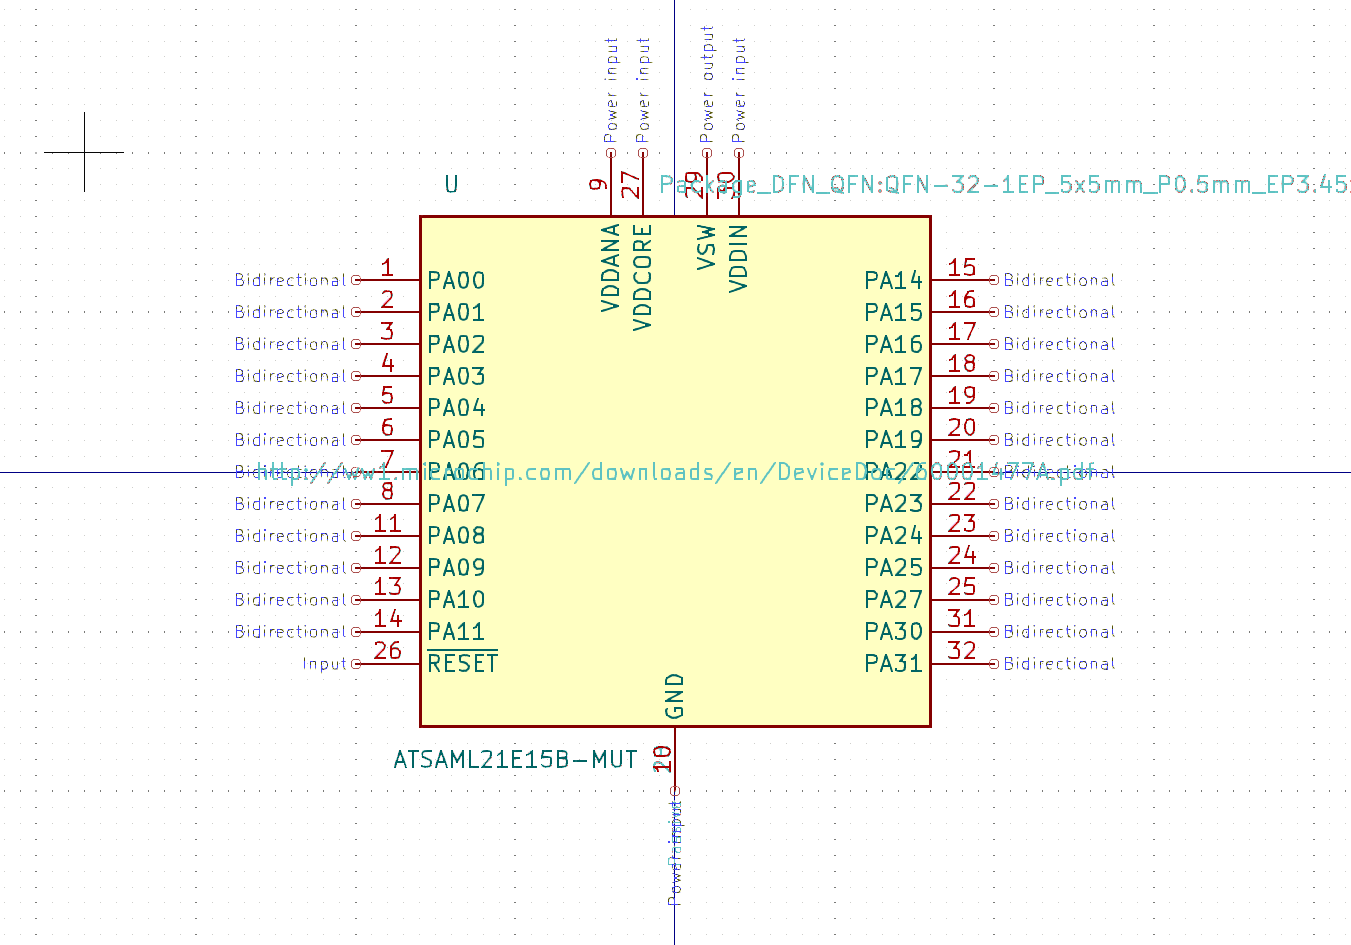 Power input
Power input
Power output
Power input
9
27
29
30
U
Package_DFN_QFN:QFN-32-1EP_5x5mm_P0.5mm_EP3.45
VDDANA
VDDCORE
VSW
VDDIN
Bidirectional 1 PA00 PA14 15 Bidirectional
Bidirectional 2 PA01 PA15 16 Bidirectional
Bidirectional 3 PA02 PA16 17 Bidirectional
Bidirectional 4 PA03 PA17 18 Bidirectional
Bidirectional 5 PA04 PA18 19 Bidirectional
Bidirectional 6 PA05 PA19 20 Bidirectional
Bidirectional 7 PA06 PA22 21 Bidirectional
http://ww1.microchip.com/downloads/en/DeviceDoc/60001477A.pdf
Bidirectional 8 PA07 PA23 22 Bidirectional
Bidirectional 11 PA08 PA24 23 Bidirectional
Bidirectional 12 PA09 PA25 24 Bidirectional
Bidirectional 13 PA10 PA27 25 Bidirectional
Bidirectional 14 PA11 PA30 31 Bidirectional
Input 26 RESET PA31 32 Bidirectional
GND
ATSAML21E15B-MUT
10
Power input